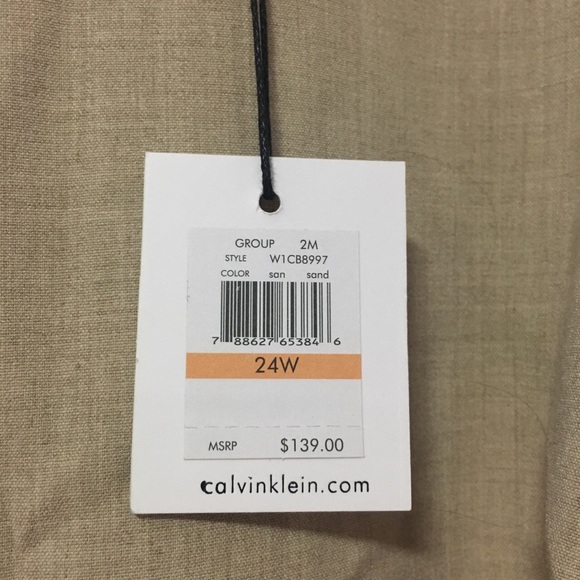 GROUP 2M
STYLE W1CB8997
COLOR san sand
7 88627 65384 6
24W
MSRP $139.00
calvinklein.com